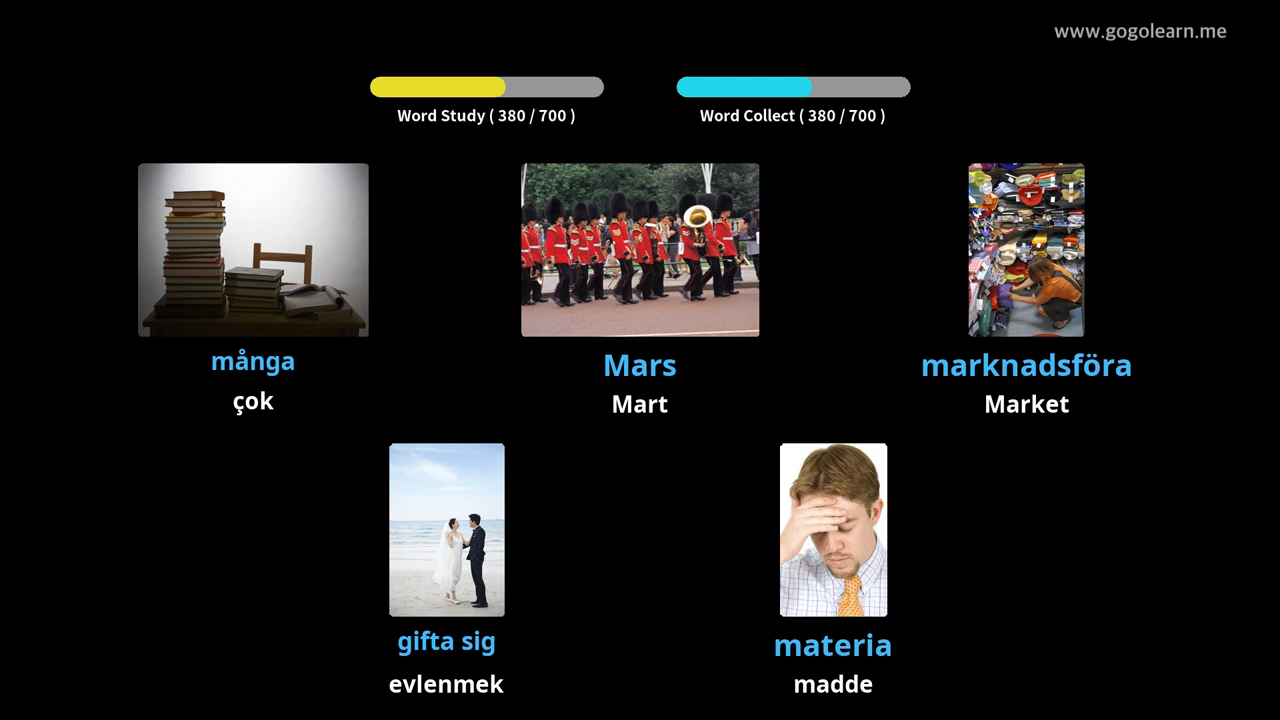 www.gogolearn.me
Word Study ( 380 / 700 )
Word Collect ( 380 / 700 )
många
çok
Mars
Mart
marknadsföra
Market
gifta sig
evlenmek
materia
madde